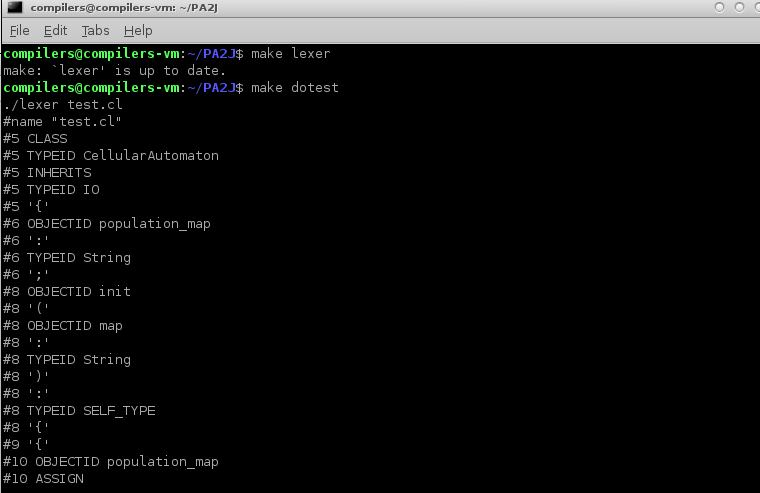 compilers@compilers-vm: ~/PA2J
File Edit Tabs Help
compilers@compilers-vm:~/PA2J$ make lexer
make: `lexer' is up to date.
compilers@compilers-vm:~/PA2J$ make dotest
./lexer test.cl
#name "test.cl"
#5 CLASS
#5 TYPEID CellularAutomaton
#5 INHERITS
#5 TYPEID IO
#5 '{'
#6 OBJECTID population_map
#6 ':'
#6 TYPEID String
#6 ';'
#8 OBJECTID init
#8 '('
#8 OBJECTID map
#8 ':'
#8 TYPEID String
#8 ')'
#8 ':'
#8 TYPEID SELF_TYPE
#8 '{'
#9 '{'
#10 OBJECTID population_map
#10 ASSIGN